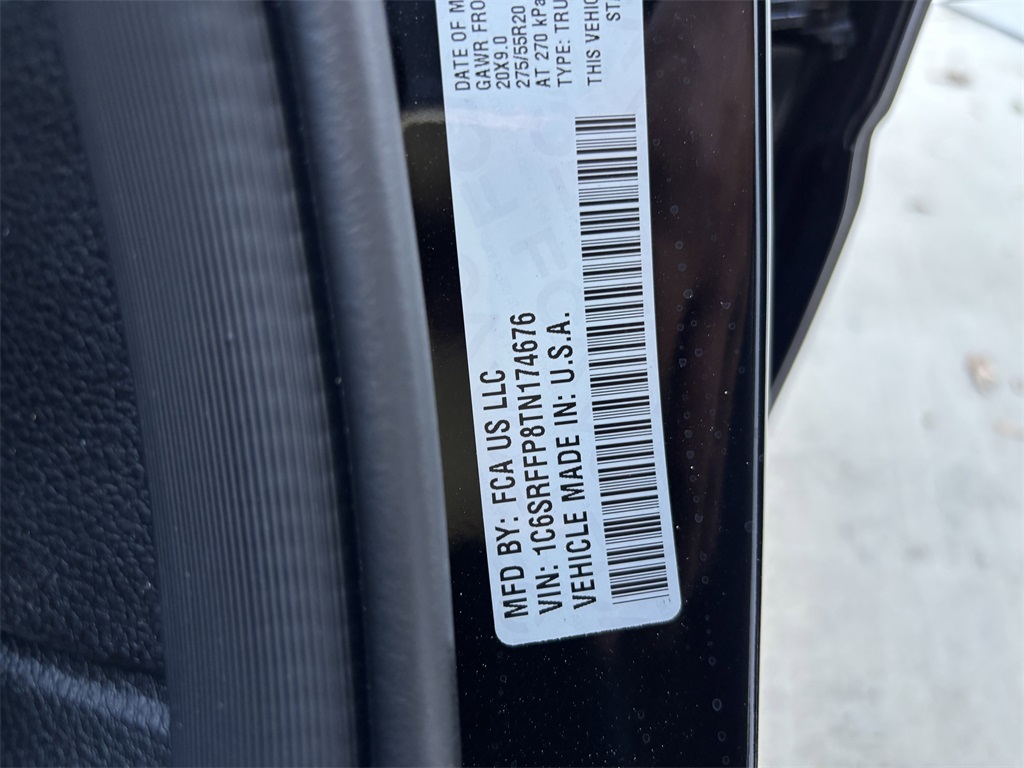 DATE OF M
GAWR FRO
20X9.0
275/55R20
AT 270 kPa
TYPE: TRU
THIS VEHIC
STA
MFD BY: FCA US LLC
VIN: 1C6SRFFP8TN174676
VEHICLE MADE IN: U.S.A.